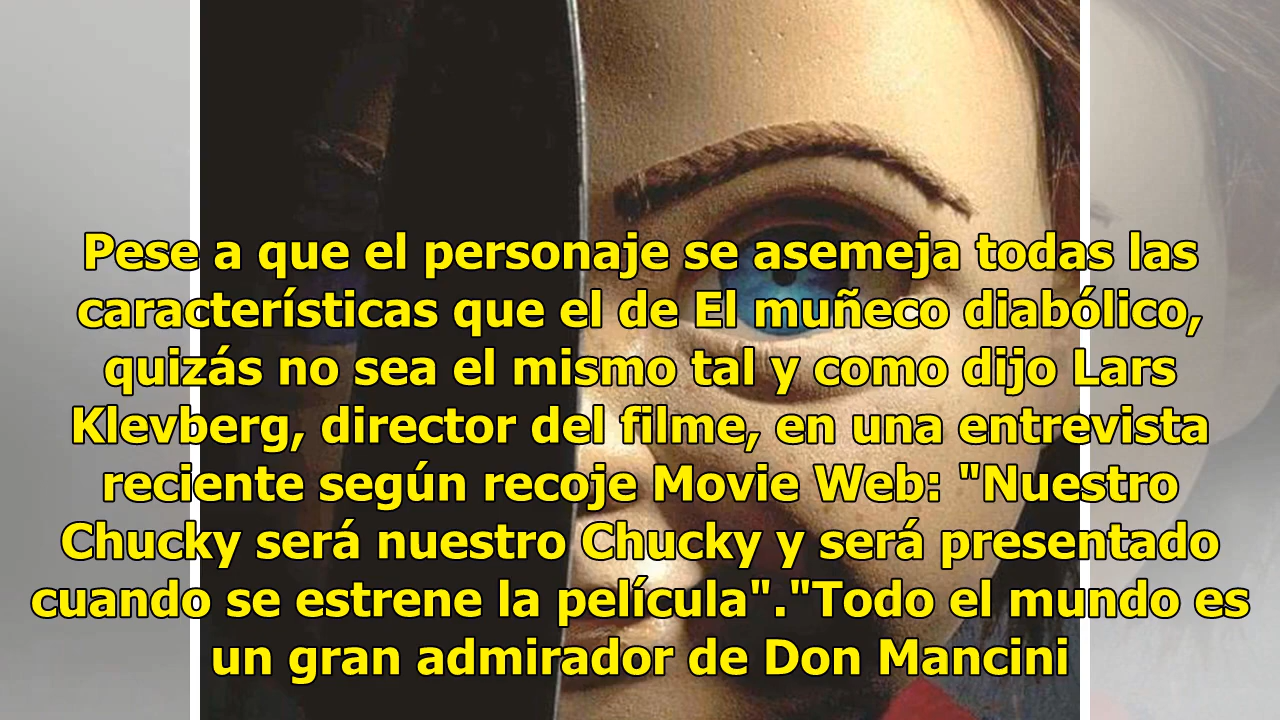 Pese a que el personaje se asemeja todas las
características que el de El muñeco diabólico,
quizás no sea el mismo tal y como dijo Lars
Klevberg, director del filme, en una entrevista
reciente según recoje Movie Web: "Nuestro
Chucky será nuestro Chucky y será presentado
cuando se estrene la película"."Todo el mundo es
un gran admirador de Don Mancini